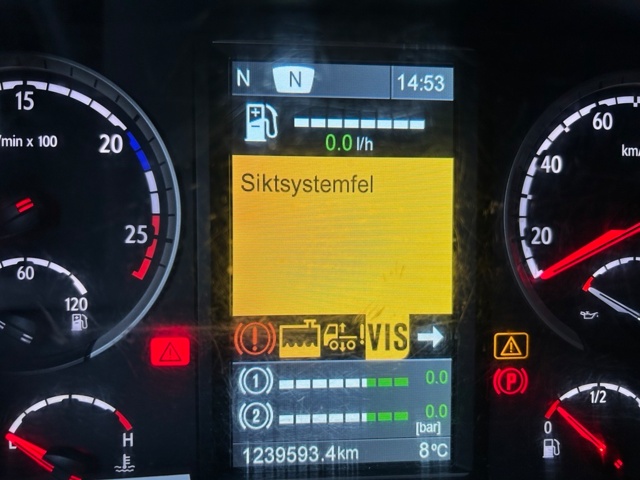 N N 14:53
15
/min x 100
20
25
60
120
0.0 l/h
Siktsystemfel
VIS
1 0.0
2 0.0
[bar]
1239593.4km 8°C
H
60
km/
40
20
P
1/2
0